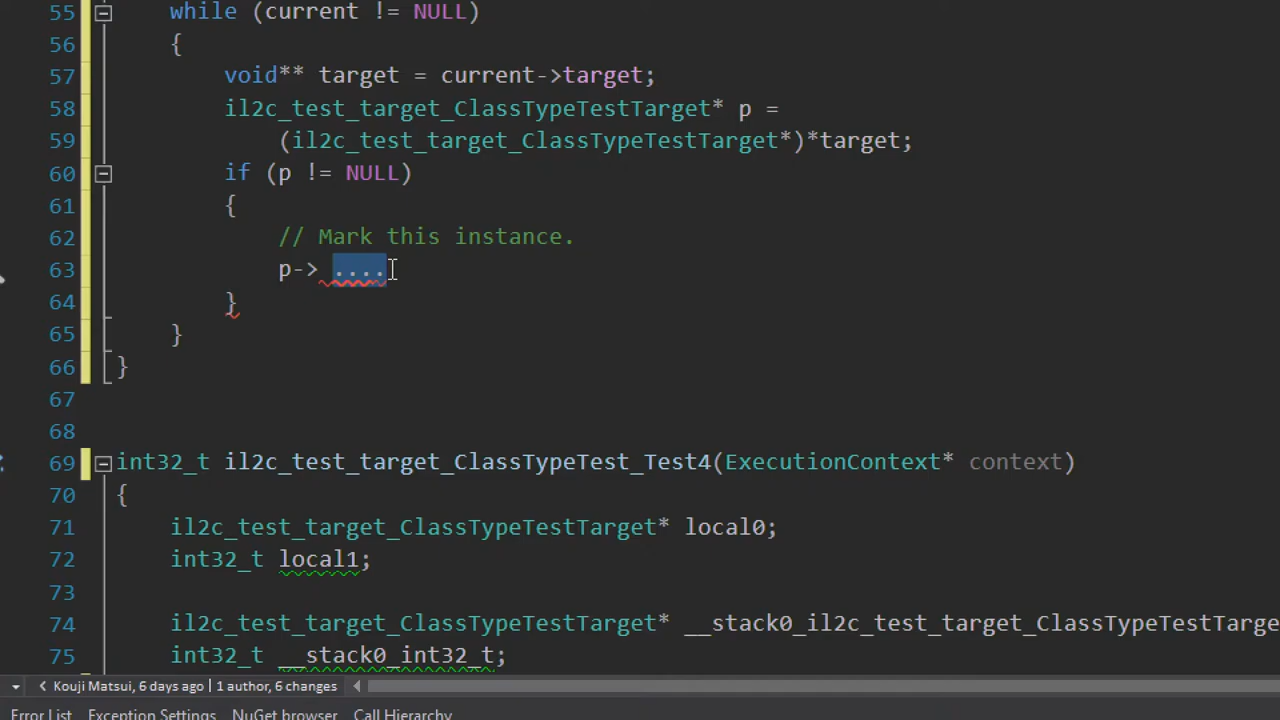 55 while (current != NULL)
56 {
57 void** target = current->target;
58 il2c_test_target_ClassTypeTestTarget* p =
59 (il2c_test_target_ClassTypeTestTarget*)*target;
60 if (p != NULL)
61 {
62 // Mark this instance.
63 p-> ....
64 }
65 }
66 }
67
68
69 int32_t il2c_test_target_ClassTypeTest_Test4(ExecutionContext* context)
70 {
71 il2c_test_target_ClassTypeTestTarget* local0;
72 int32_t local1;
73
74 il2c_test_target_ClassTypeTestTarget* __stack0_il2c_test_target_ClassTypeTestTarge
75 int32_t __stack0_int32_t;
Kouji Matsui, 6 days ago | 1 author, 6 changes
Error List Exception Settings NuGet browser Call Hierarchy